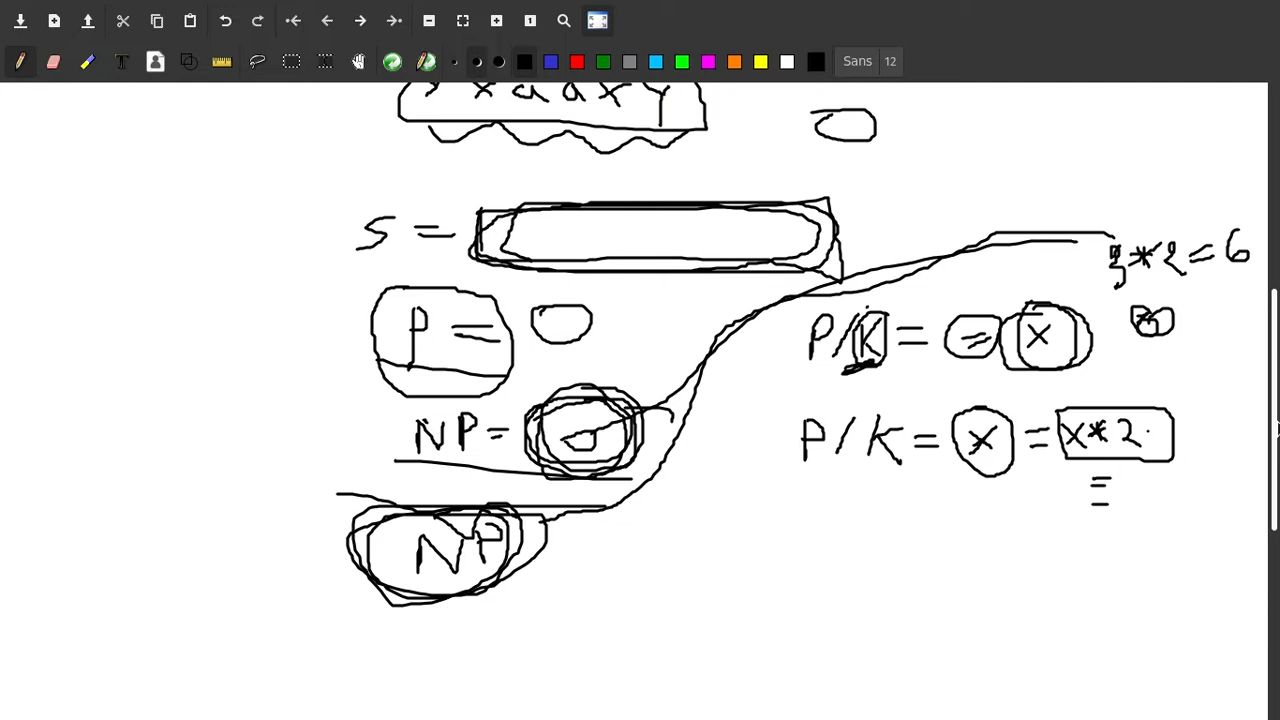 Sans 12
Y x a a x Y
S =
3*2=6
P =
P/K = = x
NP =
P/K = x = x*2
=
NP